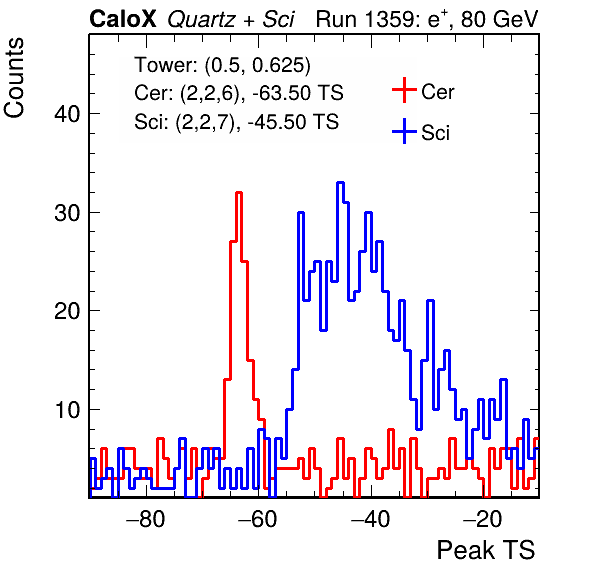 CaloX Quartz + Sci Run 1359: e+, 80 GeV
Counts
Tower: (0.5, 0.625)
Cer: (2,2,6), -63.50 TS
Sci: (2,2,7), -45.50 TS
Cer
Sci
40
30
20
10
−80 −60 −40 −20
Peak TS